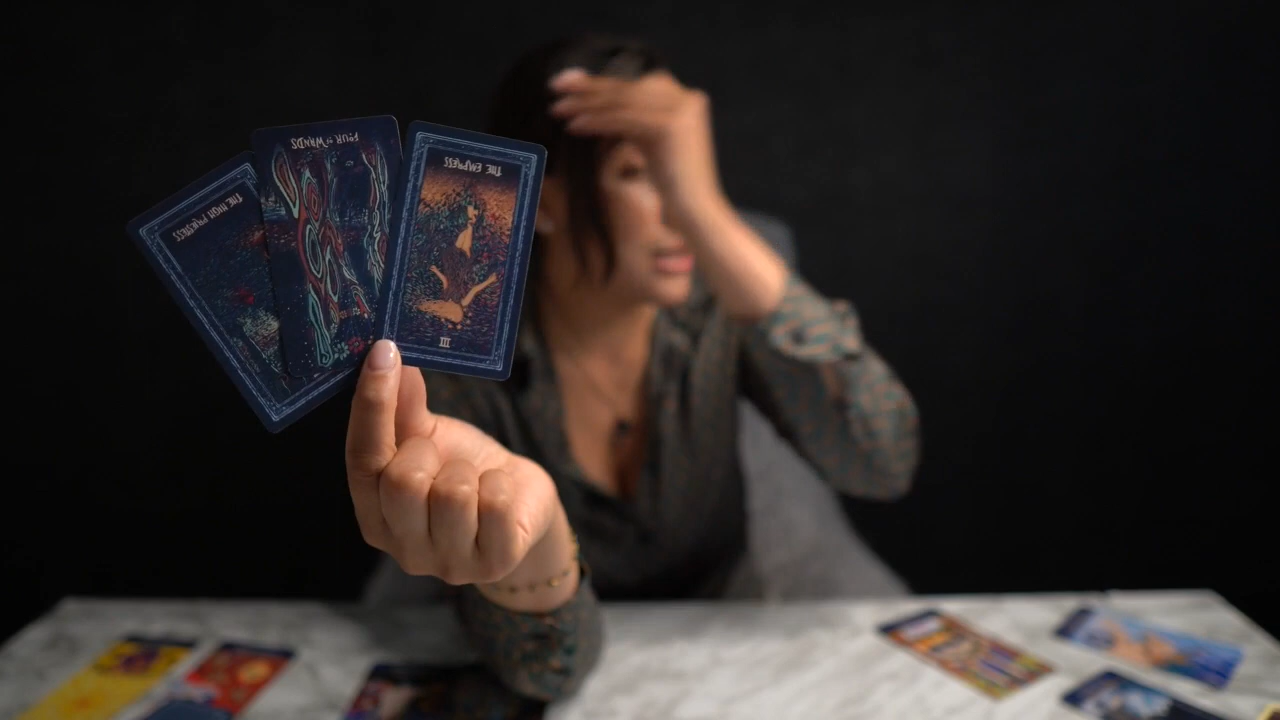 THE HIGH PRIESTESS
FOUR OF WANDS
THE EMPRESS
III